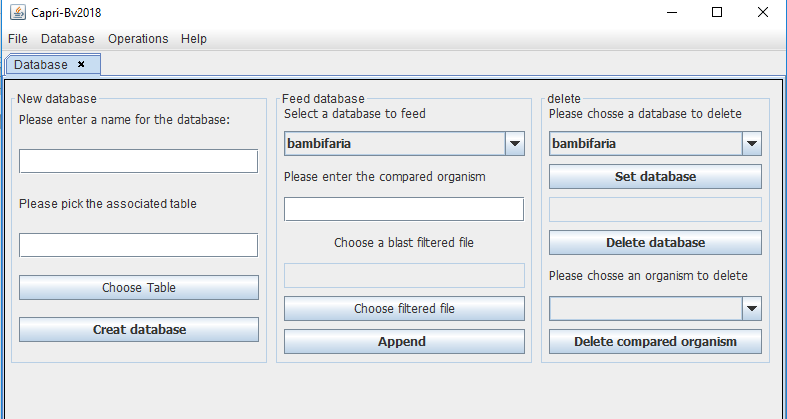 Capri-Bv2018
File Database Operations Help
Database ×
New database
Please enter a name for the database:
Please pick the associated table
Choose Table
Creat database
Feed database
Select a database to feed
bambifaria
Please enter the compared organism
Choose a blast filtered file
Choose filtered file
Append
delete
Please chose a database to delete
bambifaria
Set database
Delete database
Please choose an organism to delete
Delete compared organism